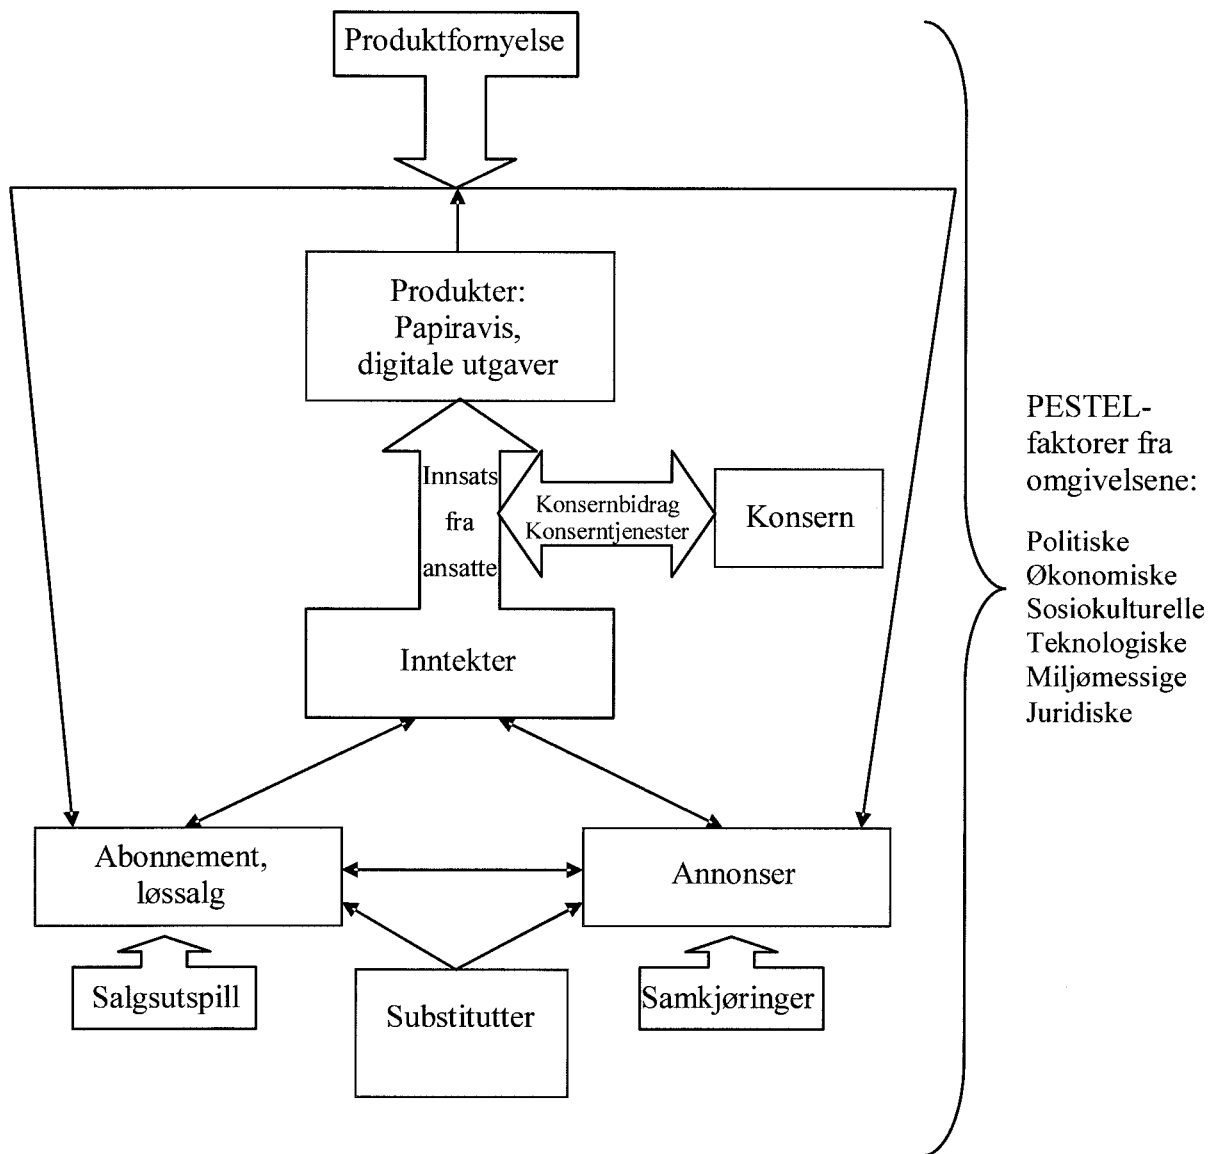 Produktfornyelse
Produkter:
Papiravis,
digitale utgaver
Innsats
fra
ansatte
Konsernbidrag
Konserntjenester
Konsern
Inntekter
Abonnement,
løssalg
Annonser
Salgsutspill
Substitutter
Samkjøringer
PESTEL-
faktorer fra
omgivelsene:
Politiske
Økonomiske
Sosiokulturelle
Teknologiske
Miljømessige
Juridiske